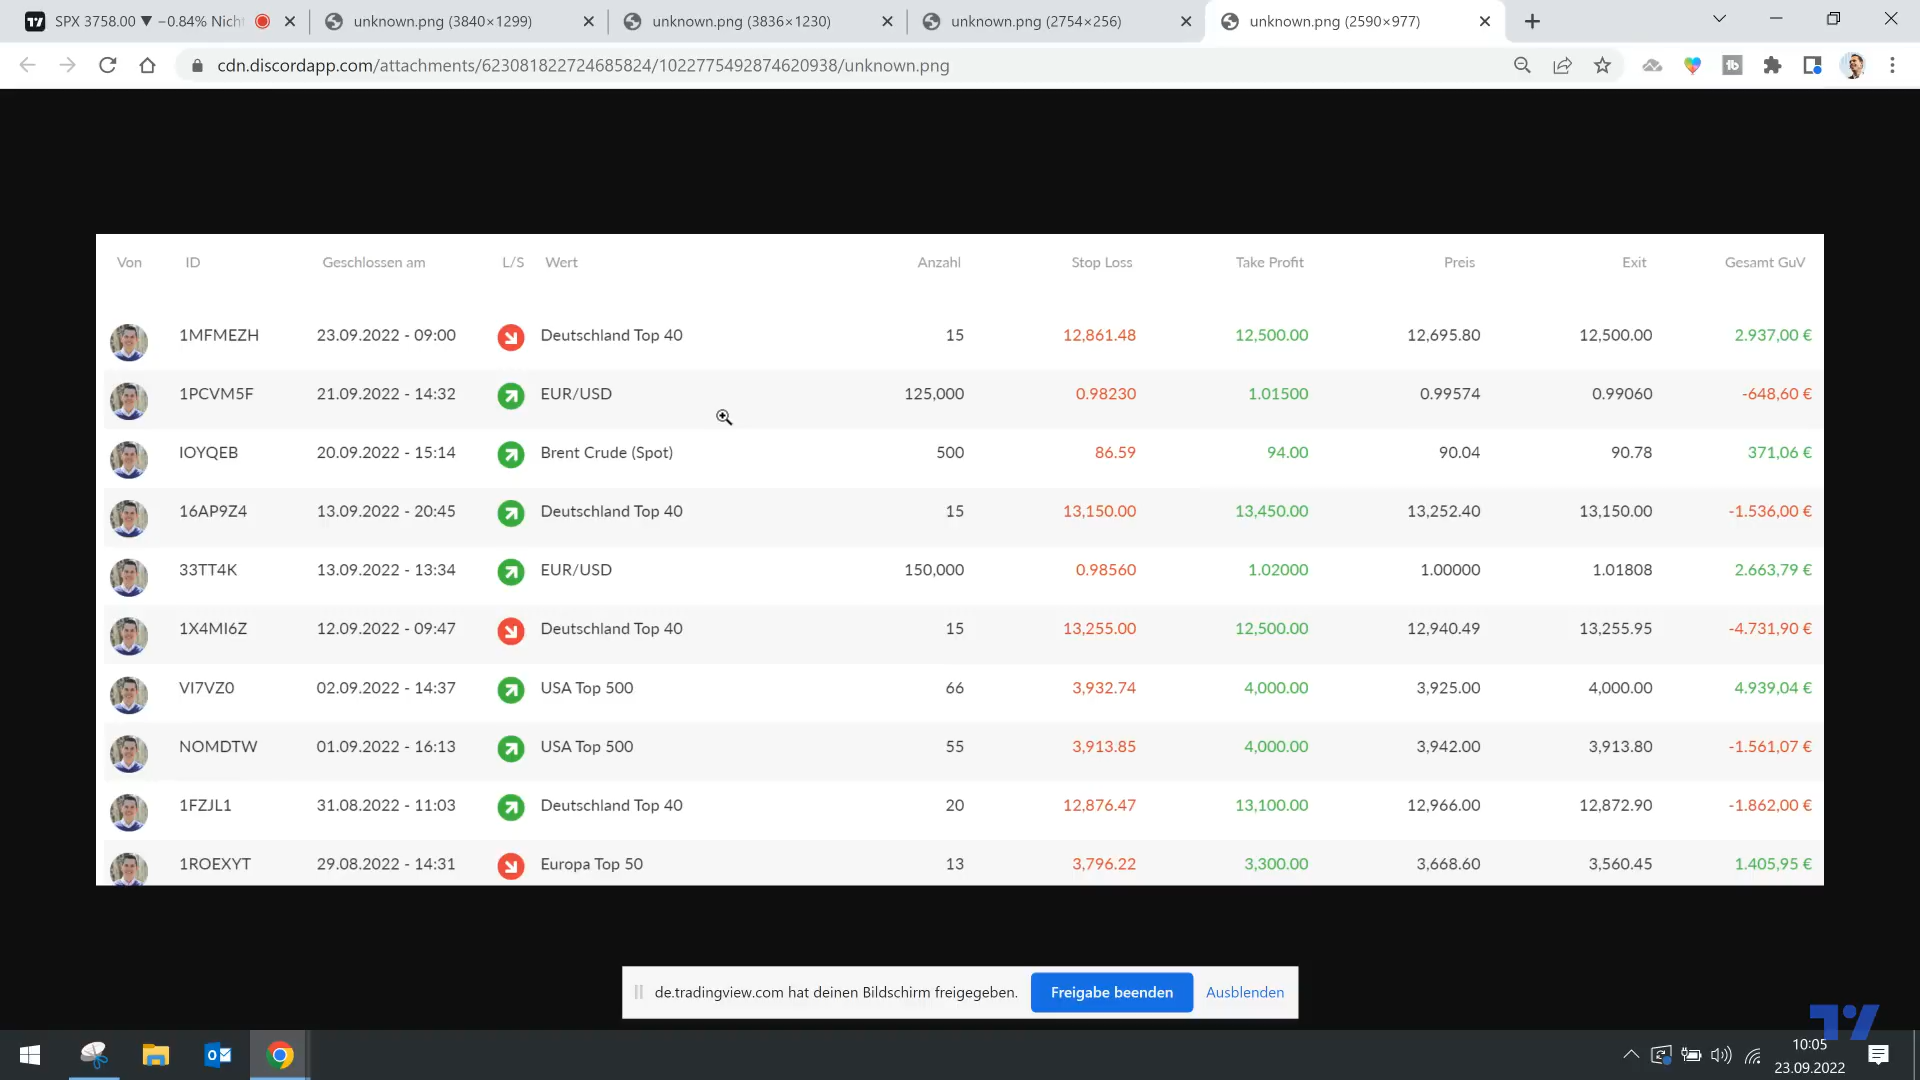 SPX 3758.00 ▼ −0.84% Nich
unknown.png (3840×1299)
unknown.png (3836×1230)
unknown.png (2754×256)
unknown.png (2590×977)
cdn.discordapp.com/attachments/623081822724685824/1022775492874620938/unknown.png
Von ID Geschlossen am L/S Wert Anzahl Stop Loss Take Profit Preis Exit Gesamt GuV
1MFMEZH 23.09.2022 - 09:00 Deutschland Top 40 15 12,861.48 12,500.00 12,695.80 12,500.00 2.937,00 €
1PCVM5F 21.09.2022 - 14:32 EUR/USD 125,000 0.98230 1.01500 0.99574 0.99060 -648,60 €
IOYQEB 20.09.2022 - 15:14 Brent Crude (Spot) 500 86.59 94.00 90.04 90.78 371,06 €
16AP9Z4 13.09.2022 - 20:45 Deutschland Top 40 15 13,150.00 13,450.00 13,252.40 13,150.00 -1.536,00 €
33TT4K 13.09.2022 - 13:34 EUR/USD 150,000 0.98560 1.02000 1.00000 1.01808 2.663,79 €
1X4MI6Z 12.09.2022 - 09:47 Deutschland Top 40 15 13,255.00 12,500.00 12,940.49 13,255.95 -4.731,90 €
VI7VZ0 02.09.2022 - 14:37 USA Top 500 66 3,932.74 4,000.00 3,925.00 4,000.00 4.939,04 €
NOMDTW 01.09.2022 - 16:13 USA Top 500 55 3,913.85 4,000.00 3,942.00 3,913.80 -1.561,07 €
1FZJL1 31.08.2022 - 11:03 Deutschland Top 40 20 12,876.47 13,100.00 12,966.00 12,872.90 -1.862,00 €
1ROEXYT 29.08.2022 - 14:31 Europa Top 50 13 3,796.22 3,300.00 3,668.60 3,560.45 1.405,95 €
de.tradingview.com hat deinen Bildschirm freigegeben. Freigabe beenden Ausblenden
10:05
23.09.2022